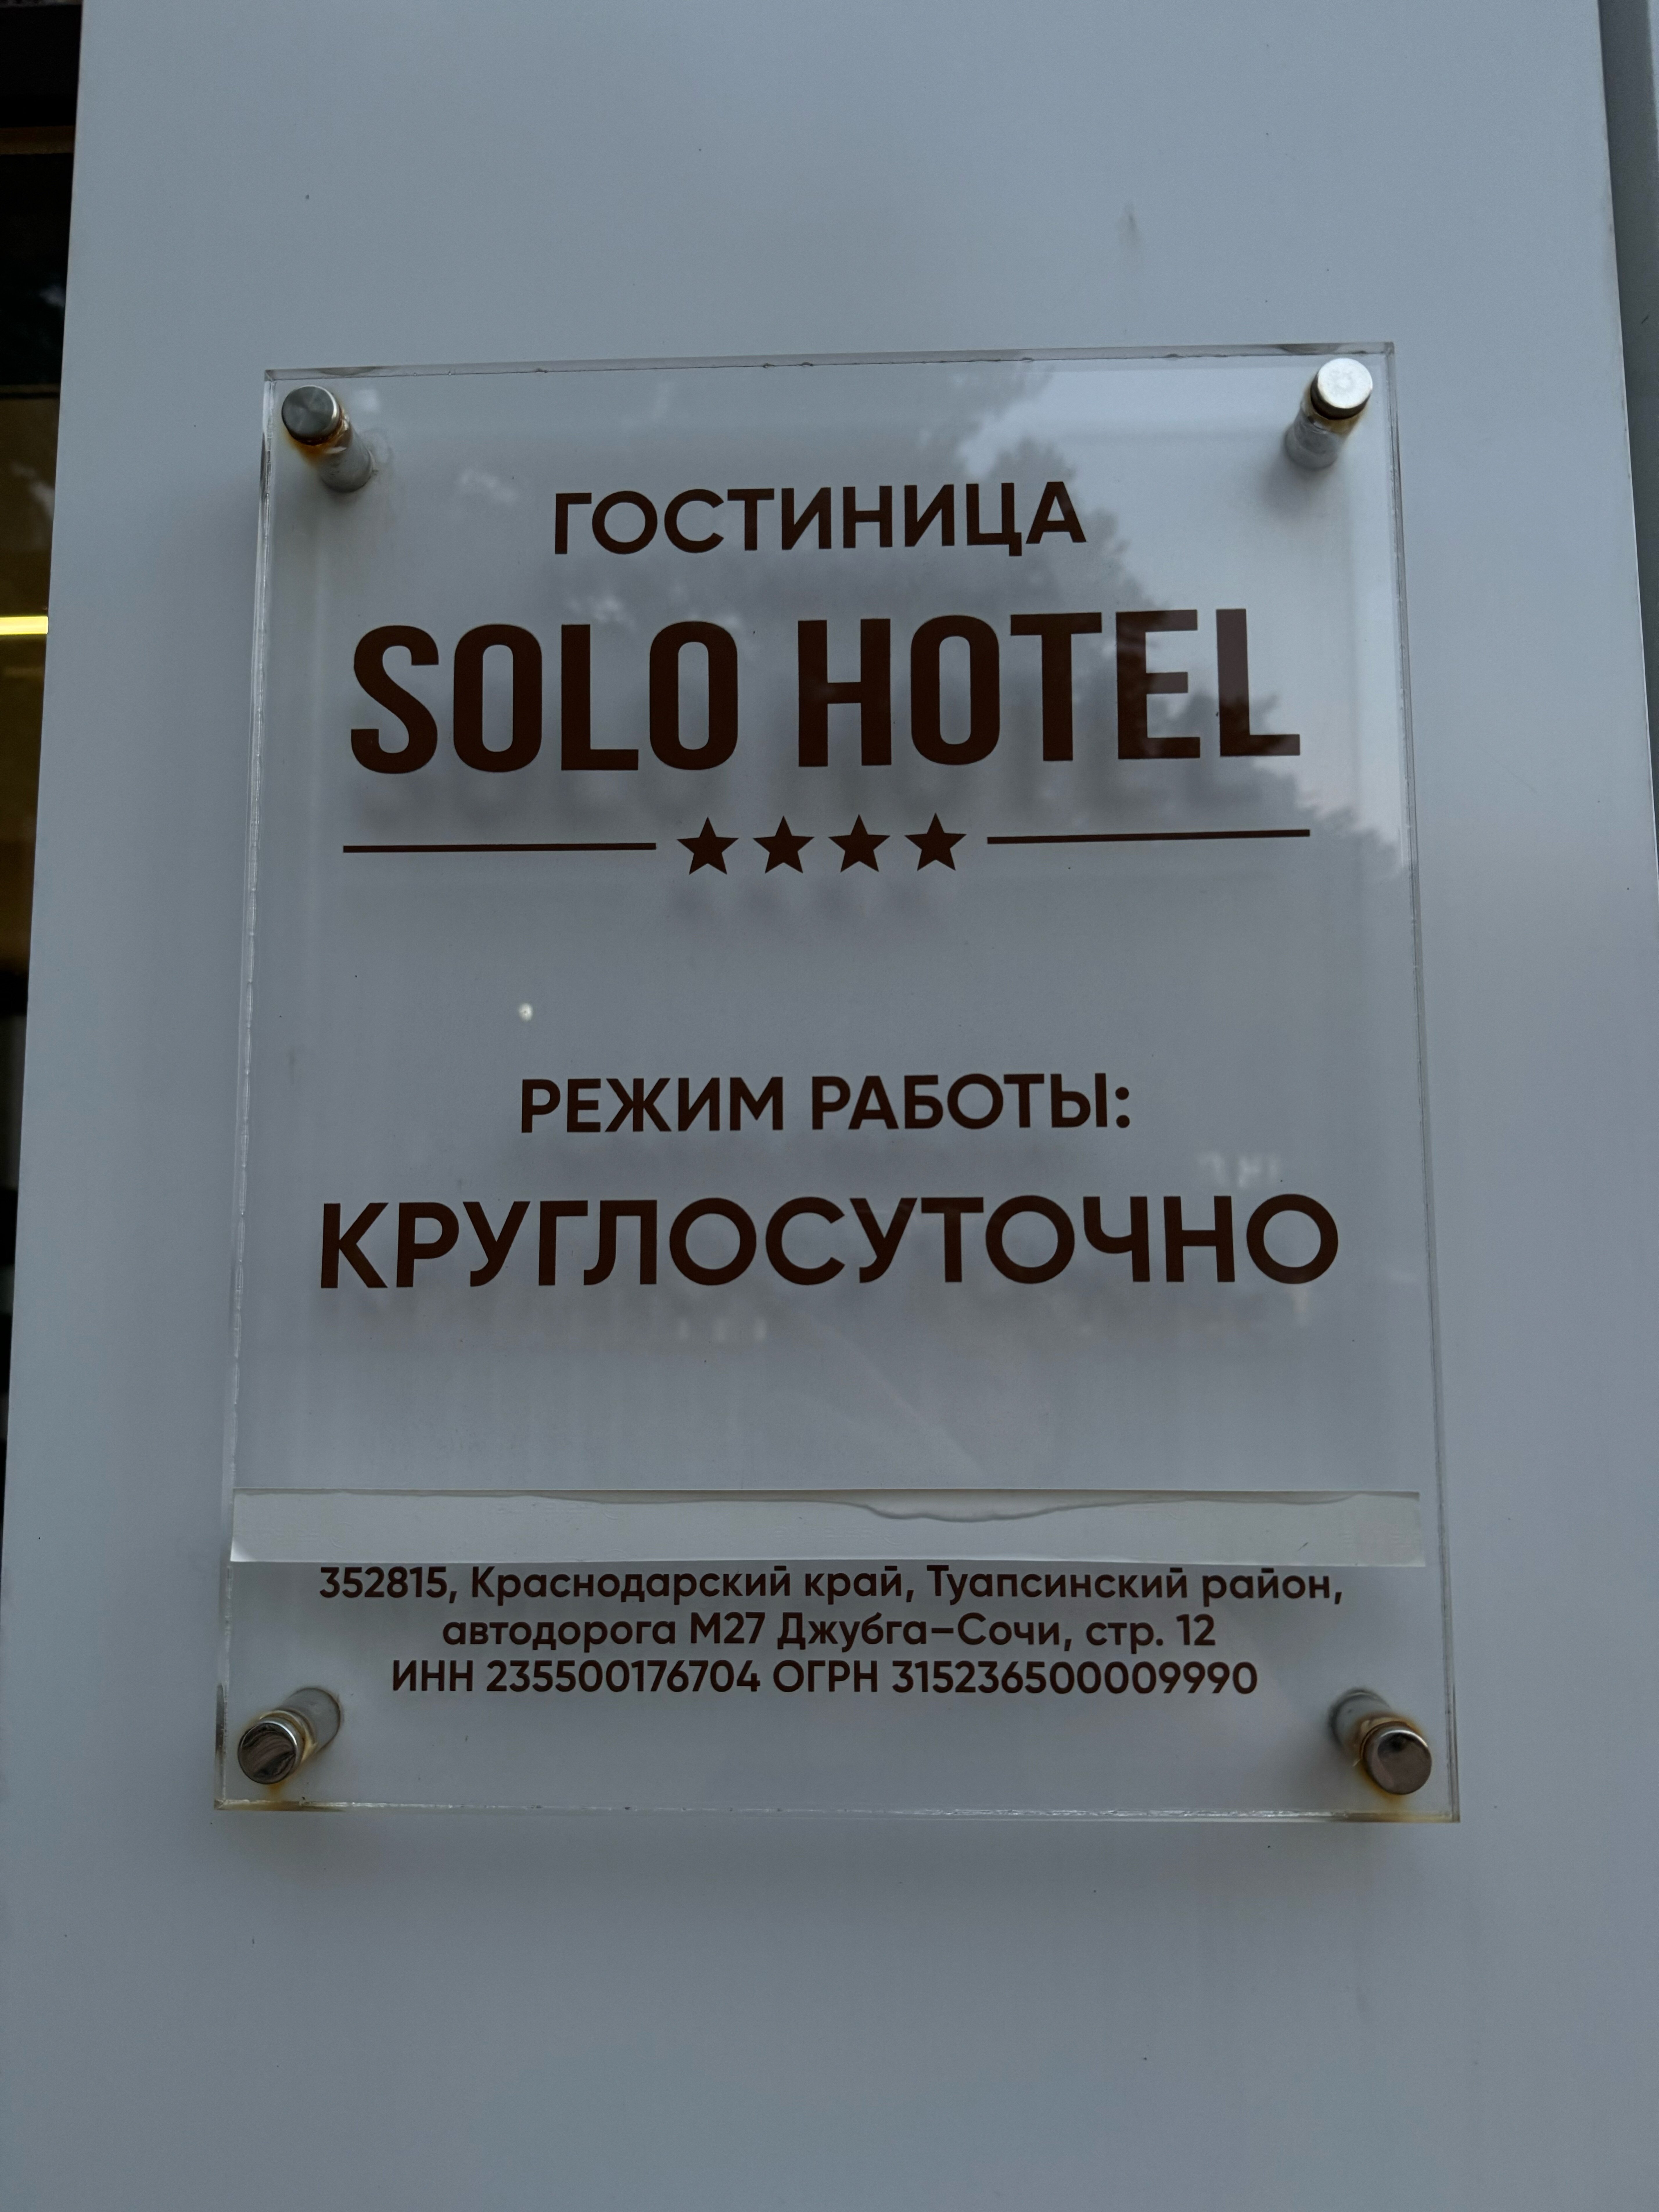 ГОСТИНИЦА
SOLO HOTEL
★★★★
РЕЖИМ РАБОТЫ:
КРУГЛОСУТОЧНО
352815, Краснодарский край, Туапсинский район,
автодорога М27 Джубга–Сочи, стр. 12
ИНН 235500176704 ОГРН 315236500009990